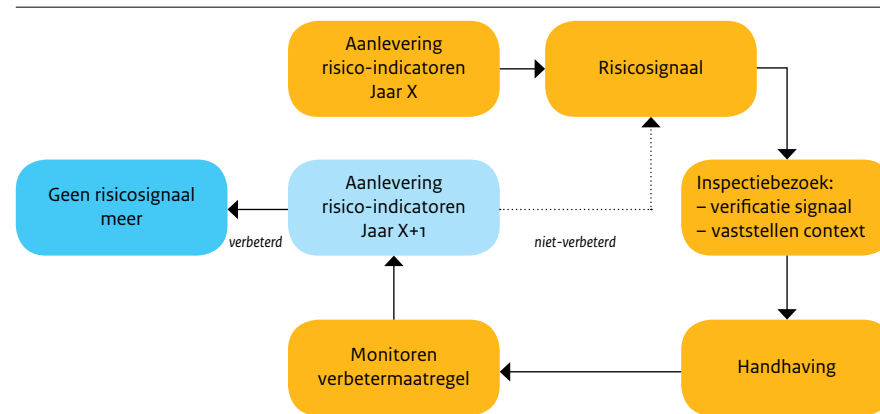 Aanlevering
risico-indicatoren
Jaar X
Risicosignaal
Geen risicosignaal
meer
verbeterd
Aanlevering
risico-indicatoren
Jaar X+1
niet-verbeterd
Inspectiebezoek:
– verificatie signaal
– vaststellen context
Monitoren
verbetermaatregel
Handhaving